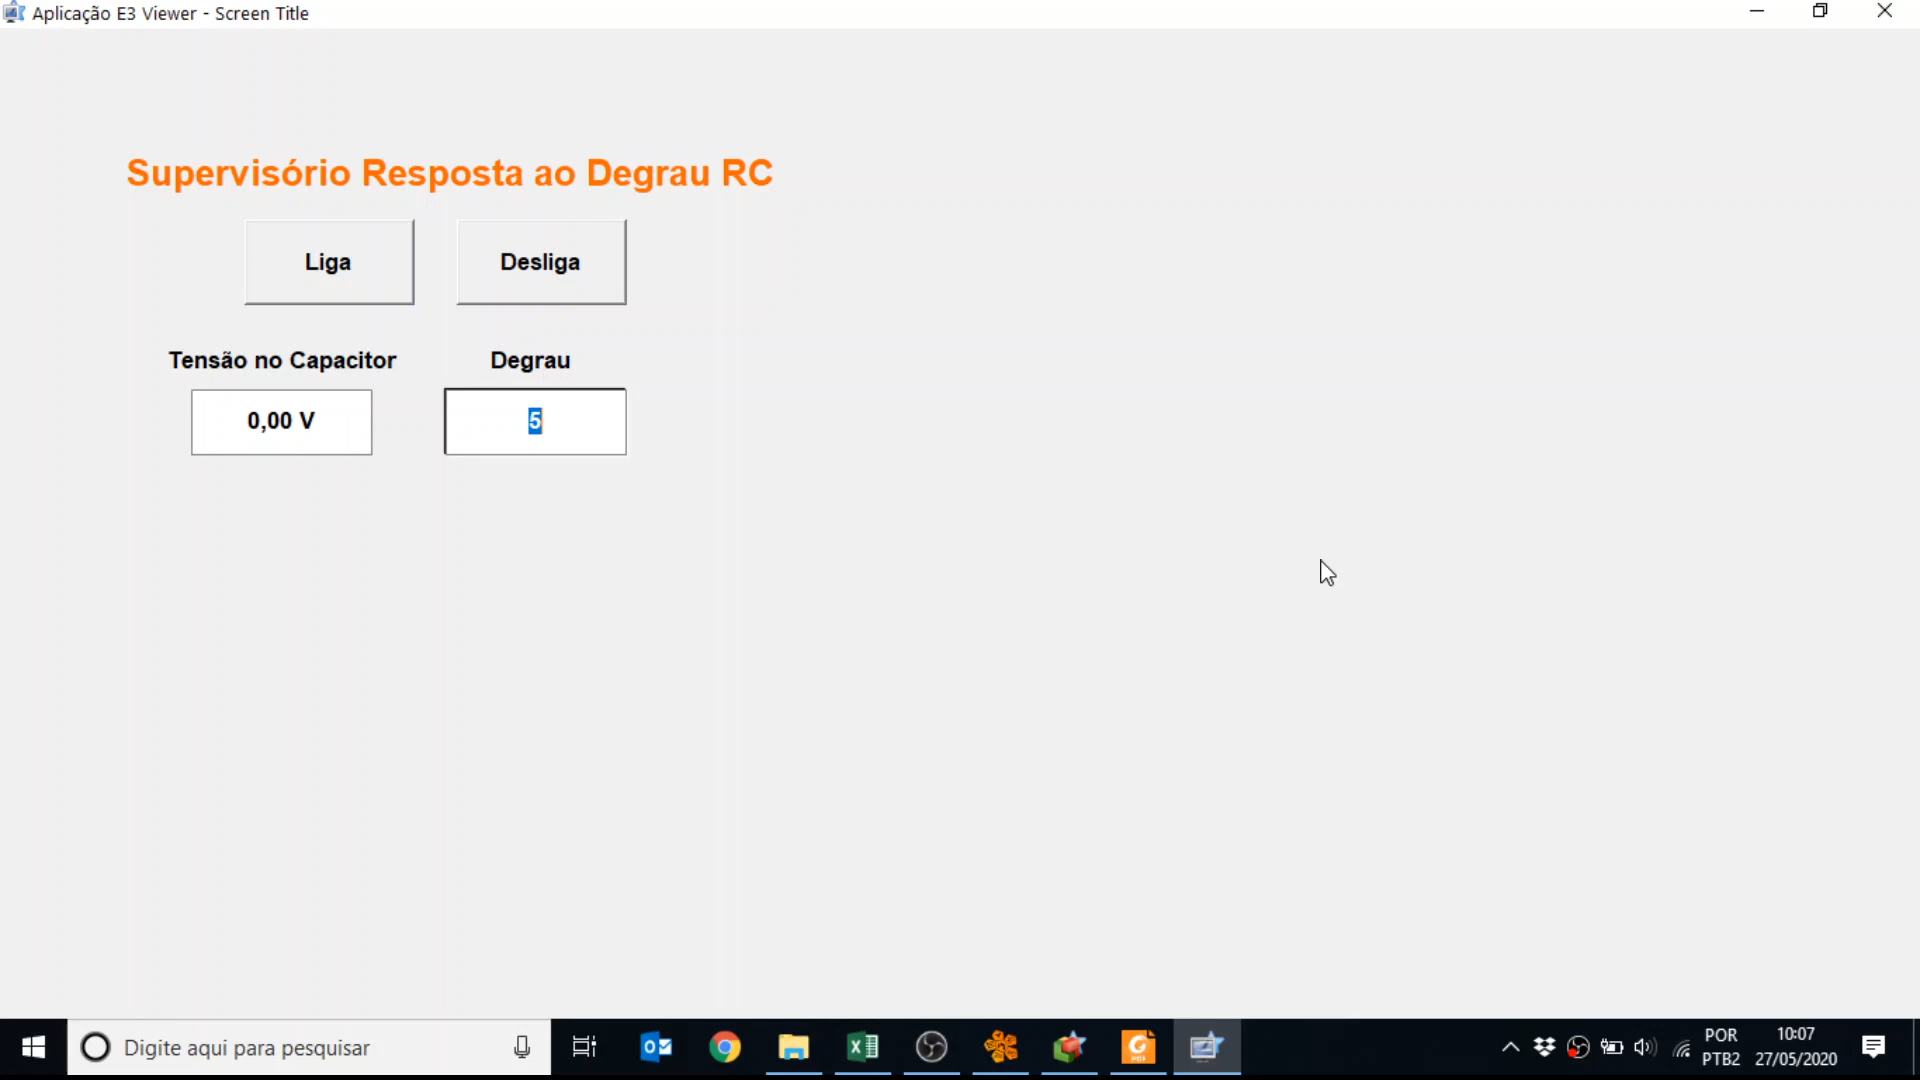 Aplicação E3 Viewer - Screen Title
Supervisório Resposta ao Degrau RC
Liga
Desliga
Tensão no Capacitor
Degrau
0,00 V
5
Digite aqui para pesquisar
POR
PTB2
10:07
27/05/2020